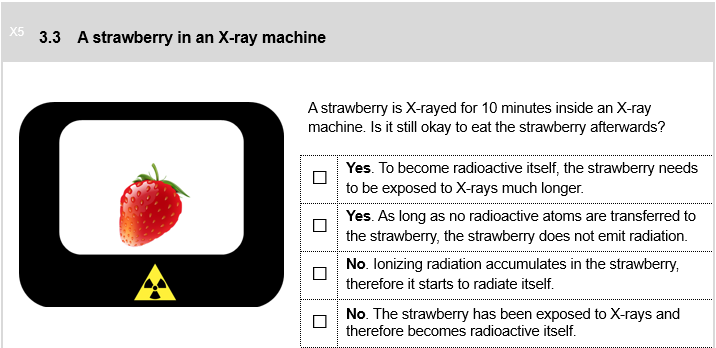 X5
3.3 A strawberry in an X-ray machine
A strawberry is X-rayed for 10 minutes inside an X-ray
machine. Is it still okay to eat the strawberry afterwards?
Yes. To become radioactive itself, the strawberry needs
to be exposed to X-rays much longer.
Yes. As long as no radioactive atoms are transferred to
the strawberry, the strawberry does not emit radiation.
No. Ionizing radiation accumulates in the strawberry,
therefore it starts to radiate itself.
No. The strawberry has been exposed to X-rays and
therefore becomes radioactive itself.